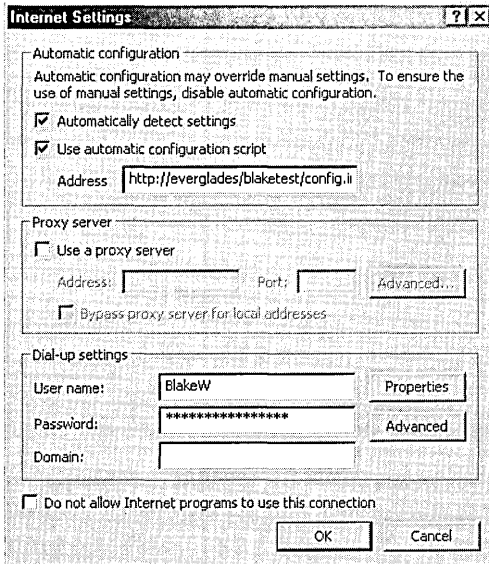 Internet Settings
Automatic configuration
Automatic configuration may override manual settings. To ensure the
use of manual settings, disable automatic configuration.
Automatically detect settings
Use automatic configuration script
Address http://everglades/blaketest/config.i
Proxy server
Use a proxy server
Address: Port: Advanced...
Bypass proxy server for local addresses
Dial-up settings
User name: BlakeW Properties
Password: **************** Advanced
Domain:
Do not allow Internet programs to use this connection
OK Cancel